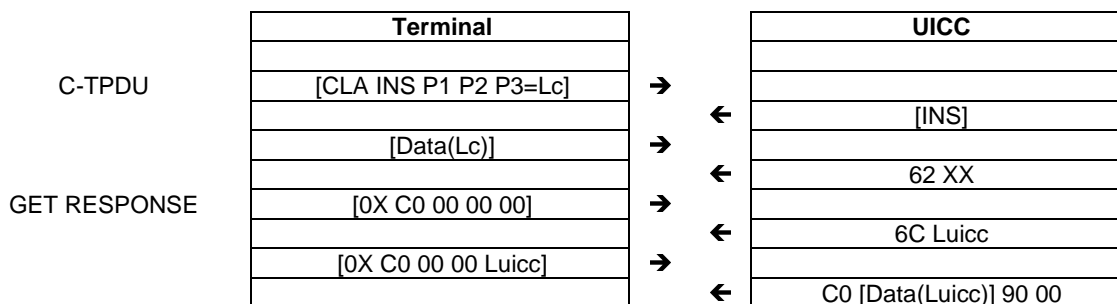 Terminal UICC
C-TPDU [CLA INS P1 P2 P3=Lc] →
← [INS]
[Data(Lc)] →
← 62 XX
GET RESPONSE [0X C0 00 00 00] →
← 6C Luicc
[0X C0 00 00 Luicc] →
← C0 [Data(Luicc)] 90 00